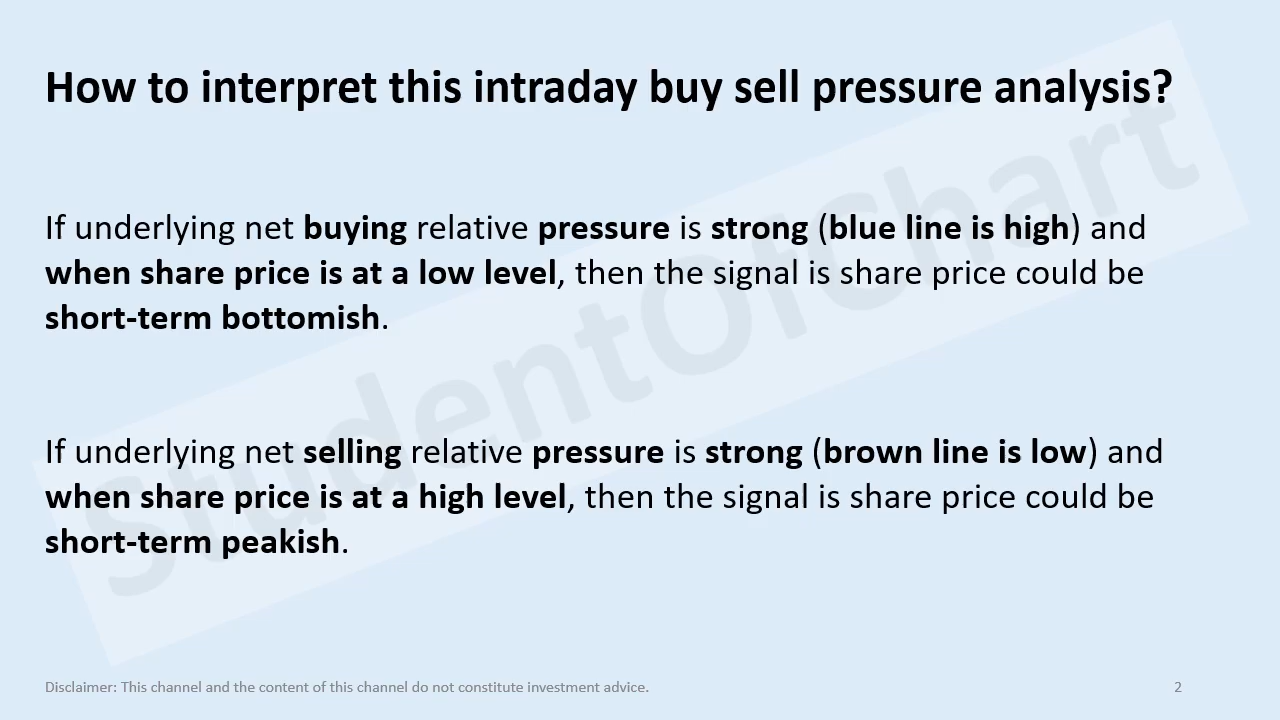 How to interpret this intraday buy sell pressure analysis?
If underlying net buying relative pressure is strong (blue line is high) and
when share price is at a low level, then the signal is share price could be
short-term bottomish.
If underlying net selling relative pressure is strong (brown line is low) and
when share price is at a high level, then the signal is share price could be
short-term peakish.
StudentOfChart
Disclaimer: This channel and the content of this channel do not constitute investment advice.
2